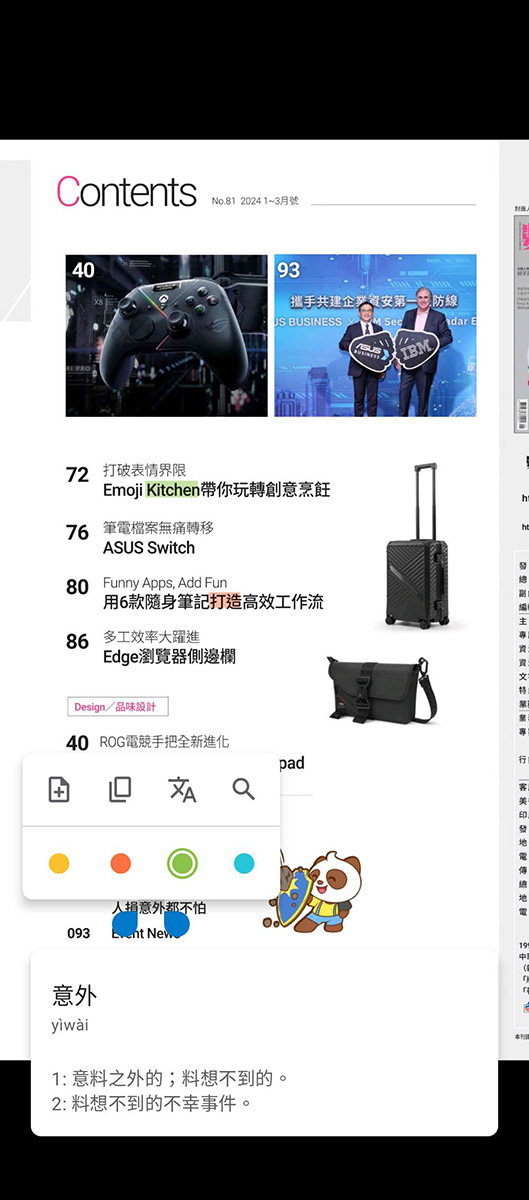 Contents
No.81 2024 1~3月號
40
93
攜手共建企業資安第一道防線
US BUSINESS
ASUS
BUSINESS
IBM
72 打破表情界限
Emoji Kitchen帶你玩轉創意烹飪
76 筆電檔案無痛轉移
ASUS Switch
80 Funny Apps, Add Fun
用6款隨身筆記打造高效工作流
86 多工效率大躍進
Edge瀏覽器側邊欄
Design／品味設計
40 ROG電競手把全新進化
pad
人損意外都不怕
093 Event News
意外
yìwài
1: 意料之外的；料想不到的。
2: 料想不到的不幸事件。